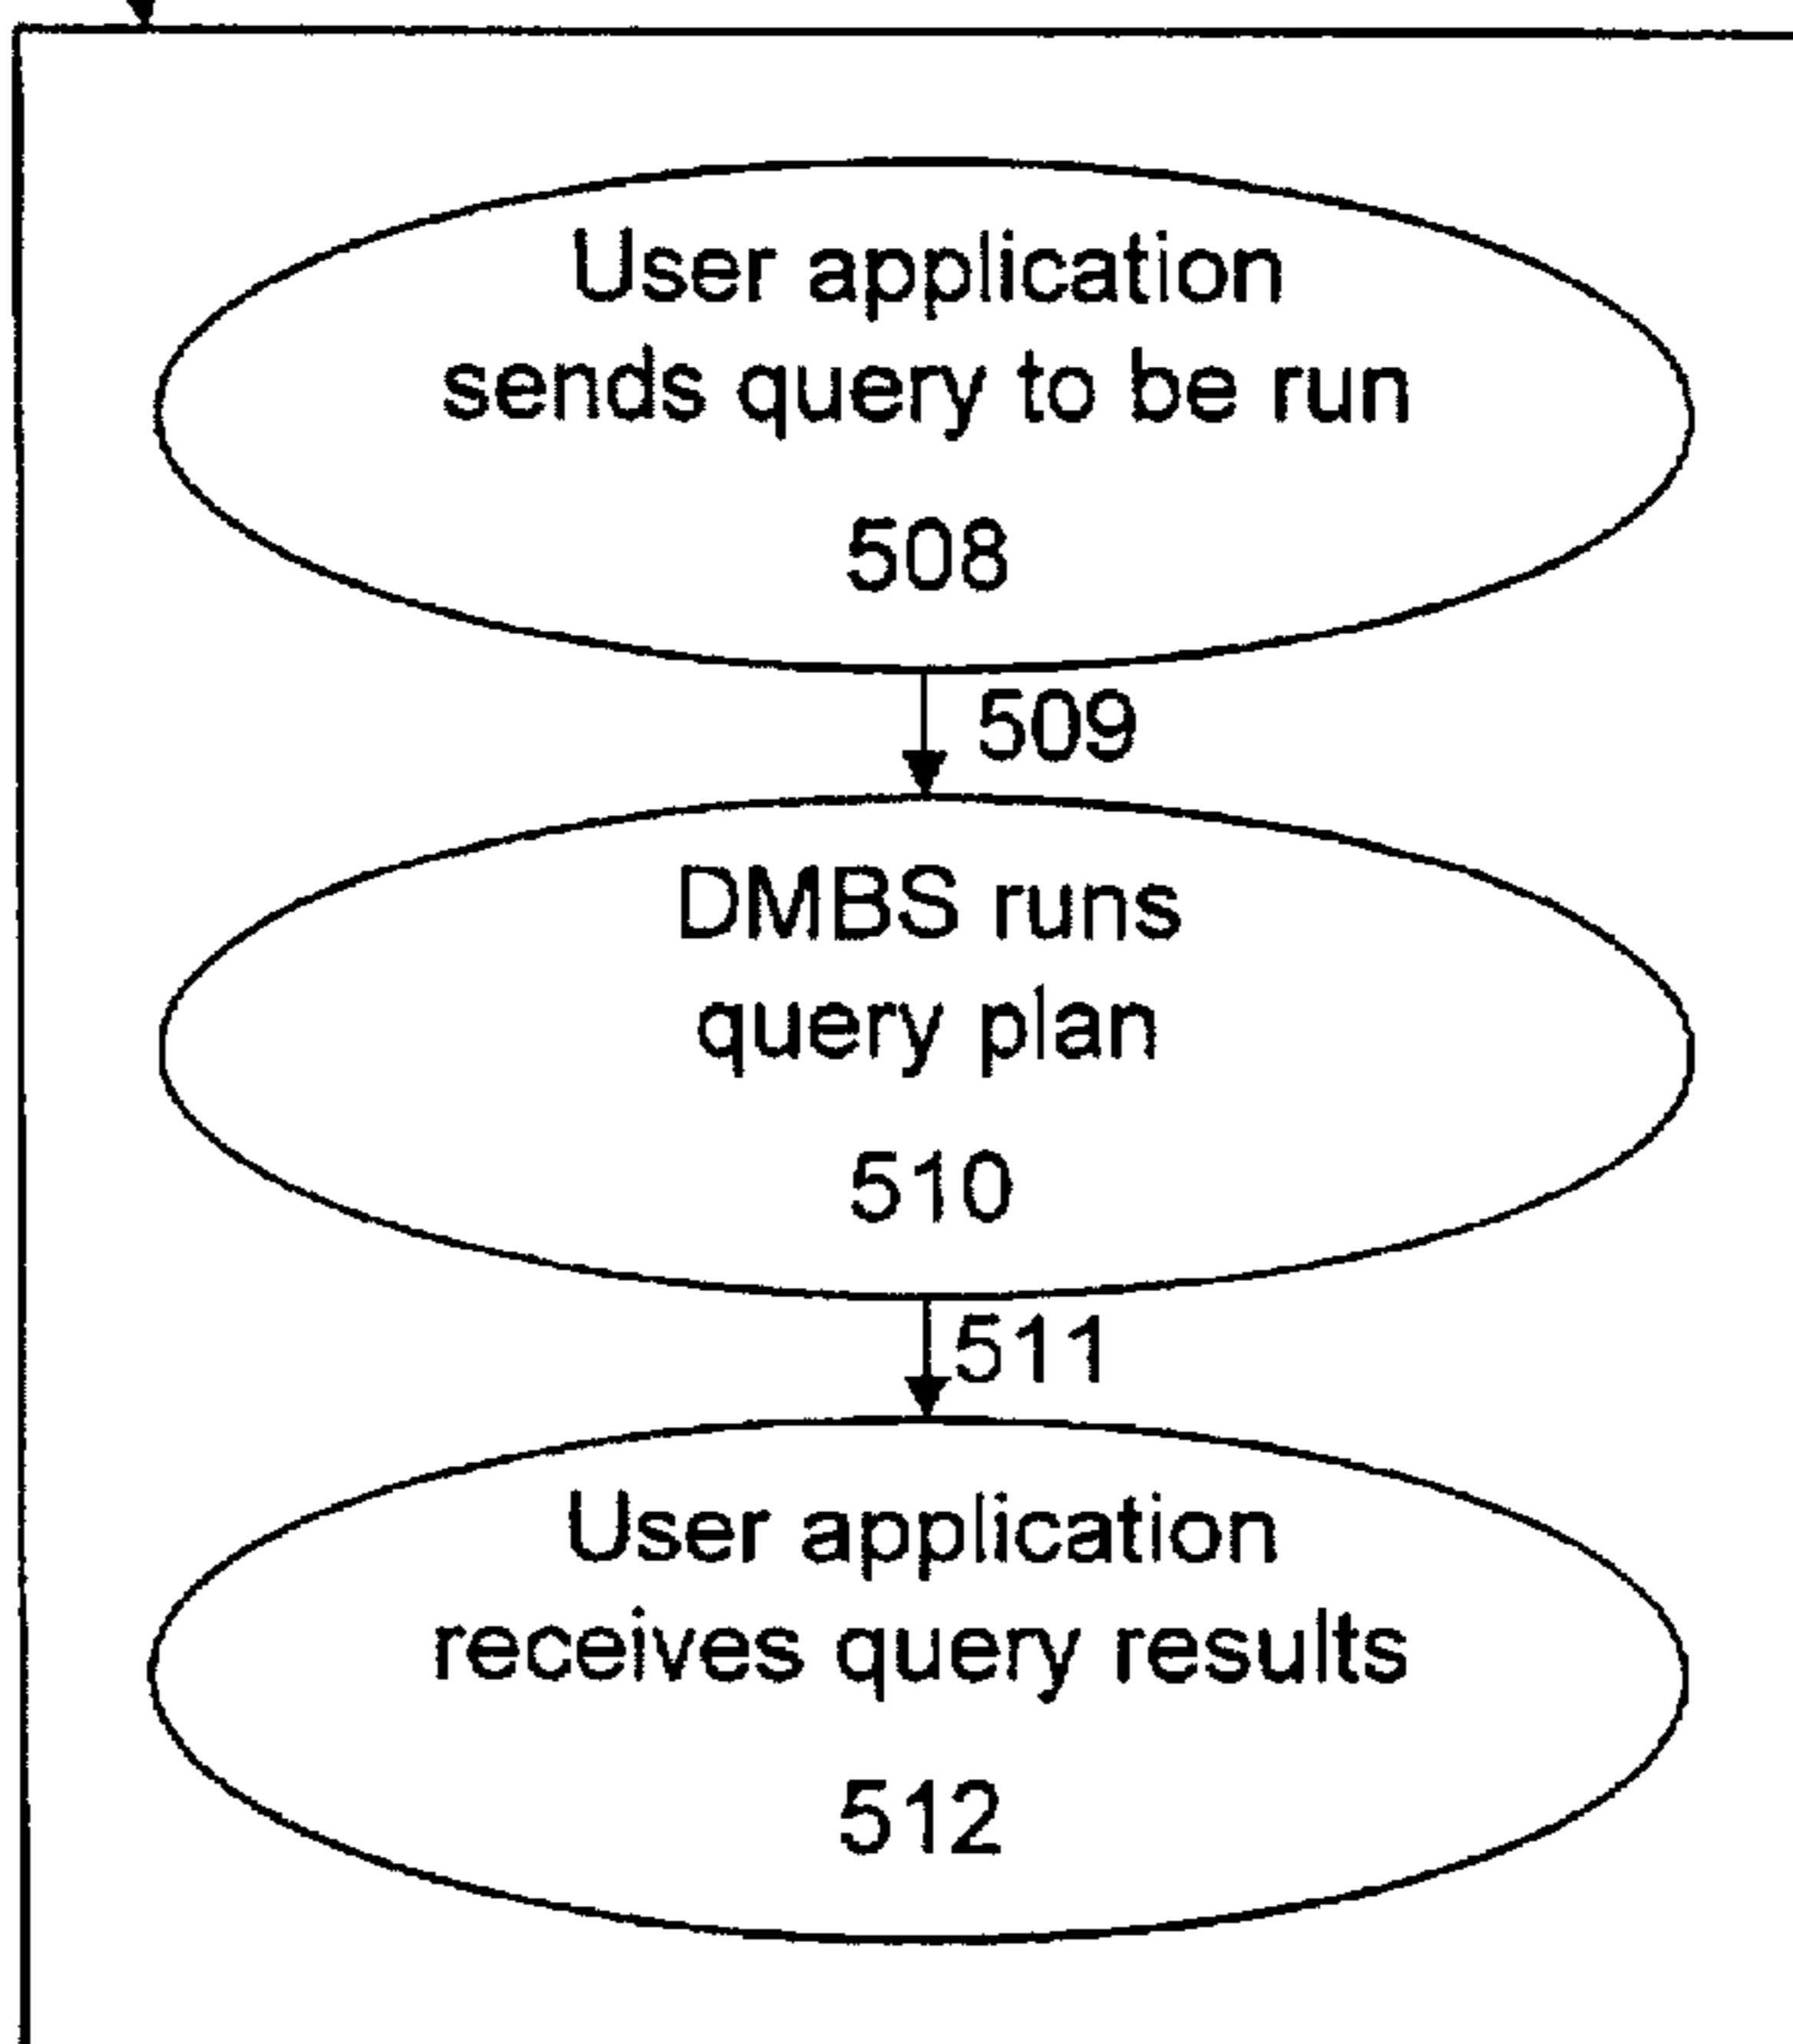 User application
sends query to be run
508
509
DMBS runs
query plan
510
511
User application
receives query results
512